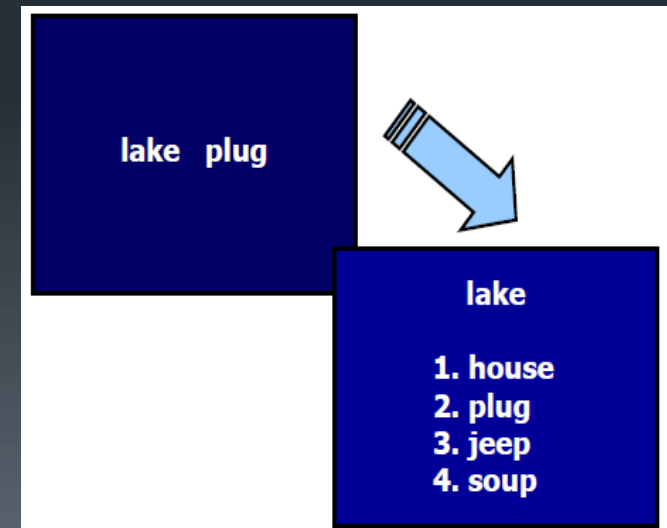 lake plug
lake
1. house
2. plug
3. jeep
4. soup